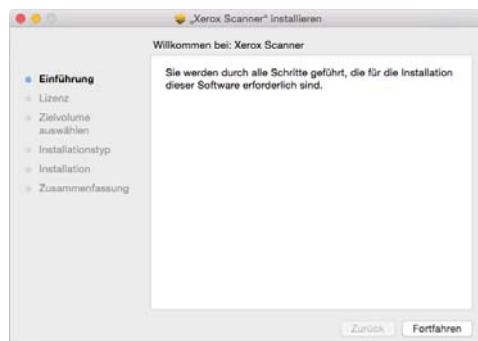 „Xerox Scanner“ installieren
Willkommen bei: Xerox Scanner
Einführung
Lizenz
Zielvolume
auswählen
Installationstyp
Installation
Zusammenfassung
Sie werden durch alle Schritte geführt, die für die Installation
dieser Software erforderlich sind.
Zurück
Fortfahren